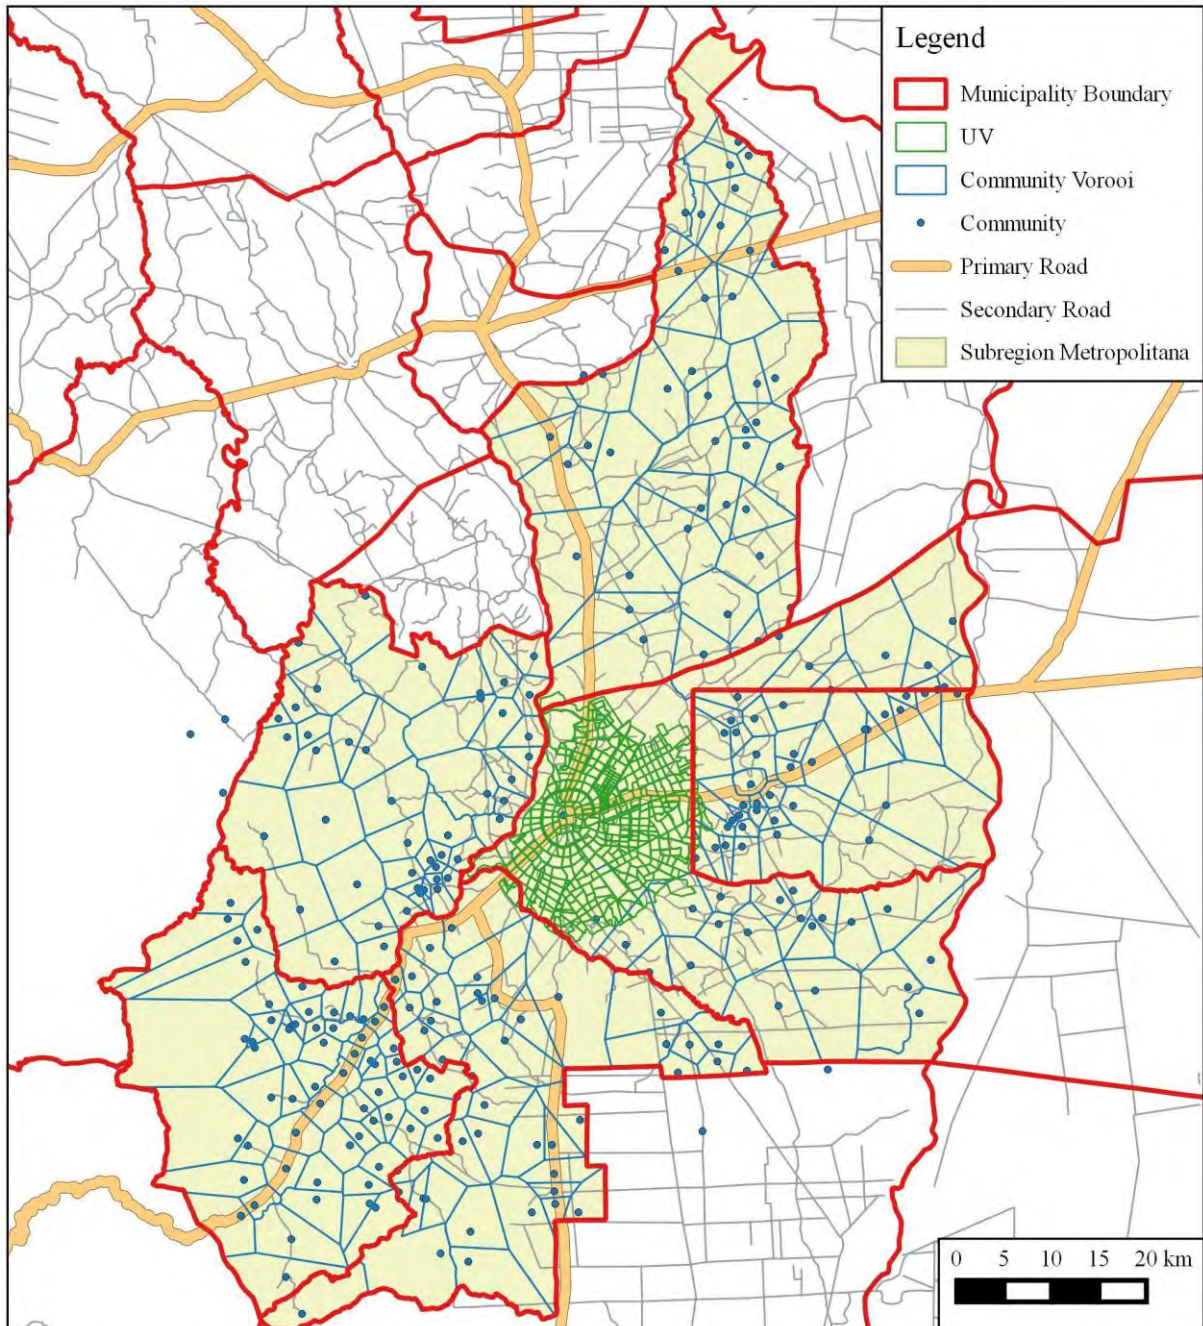 Legend
Municipality Boundary
UV
Community Vorooi
Community
Primary Road
Secondary Road
Subregion Metropolitana
0 5 10 15 20 km